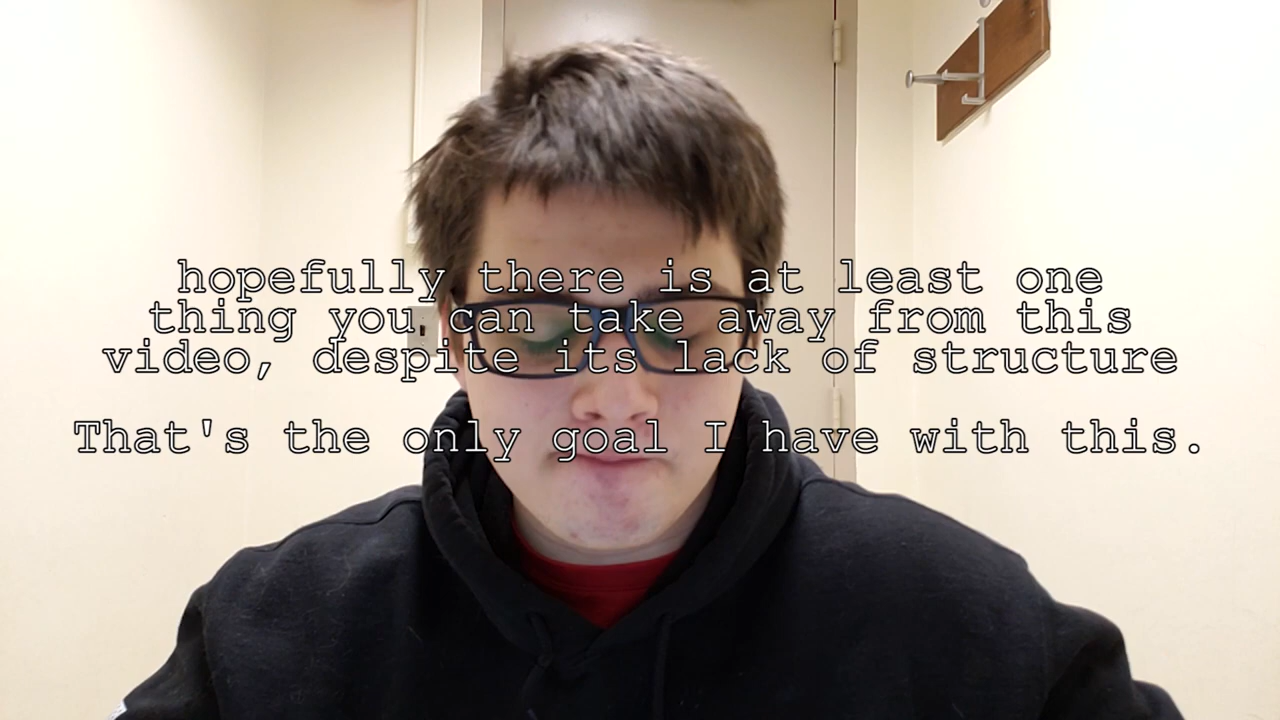 hopefully there is at least one
thing you can take away from this
video, despite its lack of structure
That's the only goal I have with this.